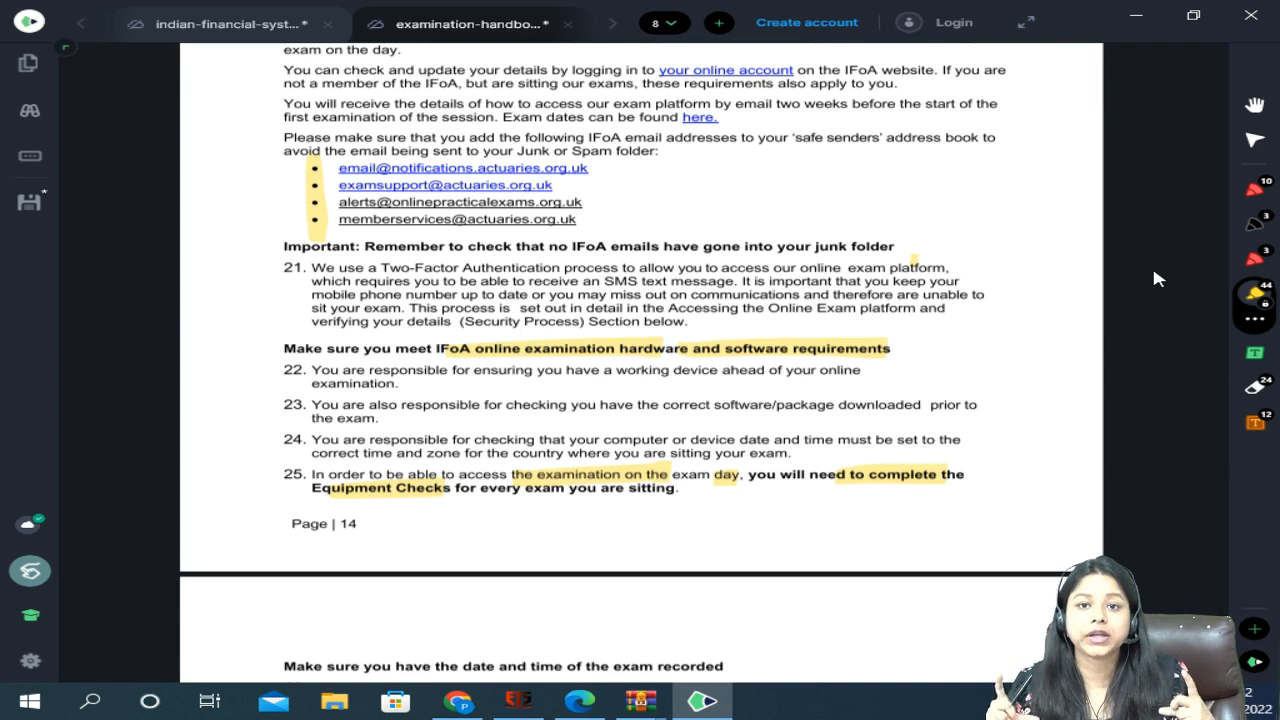 indian-financial-syst...*
examination-handbo...*
8
Create account
Login
exam on the day.
You can check and update your details by logging in to your online account on the IFoA website. If you are
not a member of the IFoA, but are sitting our exams, these requirements also apply to you.
You will receive the details of how to access our exam platform by email two weeks before the start of the
first examination of the session. Exam dates can be found here.
Please make sure that you add the following IFoA email addresses to your 'safe senders' address book to
avoid the email being sent to your Junk or Spam folder:
• email@notifications.actuaries.org.uk
• examsupport@actuaries.org.uk
• alerts@onlinepracticalexams.org.uk
• memberservices@actuaries.org.uk
Important: Remember to check that no IFoA emails have gone into your junk folder
21. We use a Two-Factor Authentication process to allow you to access our online exam platform,
which requires you to be able to receive an SMS text message. It is important that you keep your
mobile phone number up to date or you may miss out on communications and therefore are unable to
sit your exam. This process is set out in detail in the Accessing the Online Exam platform and
verifying your details (Security Process) Section below.
Make sure you meet IFoA online examination hardware and software requirements
22. You are responsible for ensuring you have a working device ahead of your online
examination.
23. You are also responsible for checking you have the correct software/package downloaded prior to
the exam.
24. You are responsible for checking that your computer or device date and time must be set to the
correct time and zone for the country where you are sitting your exam.
25. In order to be able to access the examination on the exam day, you will need to complete the
Equipment Checks for every exam you are sitting.
Page | 14
Make sure you have the date and time of the exam recorded
10
3
3
44
24
12
2
2022